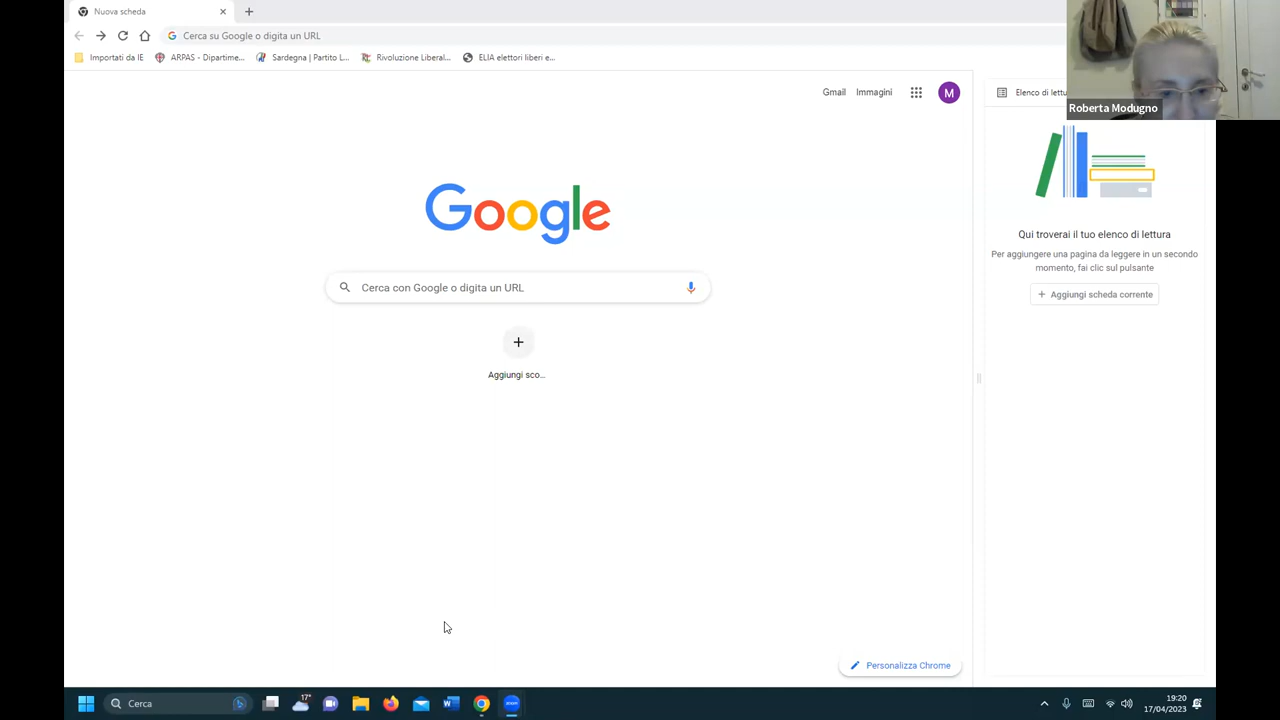 Nuova scheda
Cerca su Google o digita un URL
Importati da IE
ARPAS - Dipartime...
Sardegna | Partito L...
Rivoluzione Liberal...
ELIA elettori liberi e...
Gmail
Immagini
M
Elenco di lettu
Roberta Modugno
Google
Cerca con Google o digita un URL
Aggiungi sco...
Qui troverai il tuo elenco di lettura
Per aggiungere una pagina da leggere in un secondo
momento, fai clic sul pulsante
Aggiungi scheda corrente
Personalizza Chrome
Cerca
17°
zoom
19:20
17/04/2023